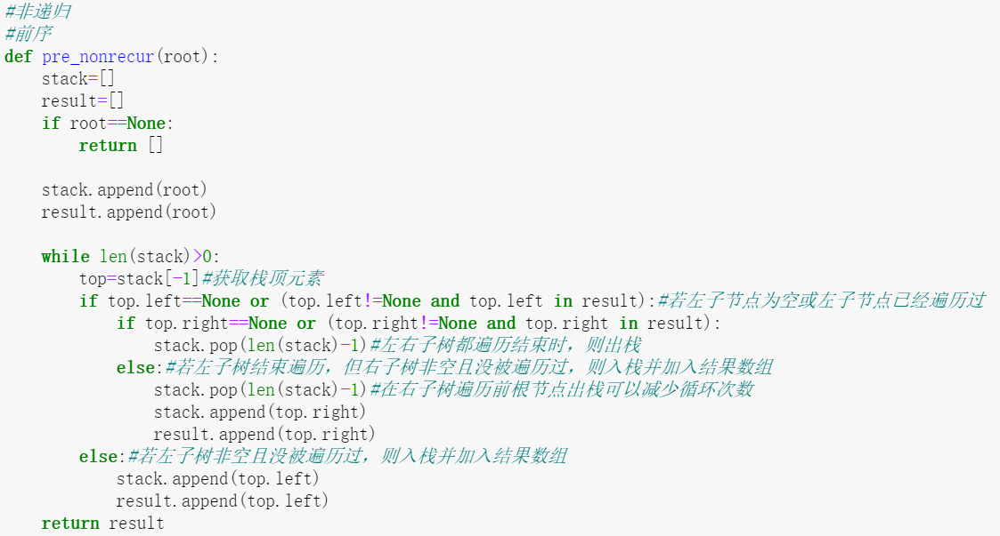 #非递归
#前序
def pre_nonrecur(root):
    stack=[]
    result=[]
    if root==None:
        return []
    stack.append(root)
    result.append(root)
    while len(stack)>0:
        top=stack[-1]#获取栈顶元素
        if top.left==None or (top.left!=None and top.left in result):#若左子节点为空或左子节点已经遍历过
            if top.right==None or (top.right!=None and top.right in result):
                stack.pop(len(stack)-1)#左右子树都遍历结束时，则出栈
            else:#若左子树结束遍历，但右子树非空且没被遍历过，则入栈并加入结果数组
                stack.pop(len(stack)-1)#在右子树遍历前根节点出栈可以减少循环次数
                stack.append(top.right)
                result.append(top.right)
        else:#若左子树非空且没被遍历过，则入栈并加入结果数组
            stack.append(top.left)
            result.append(top.left)
    return result